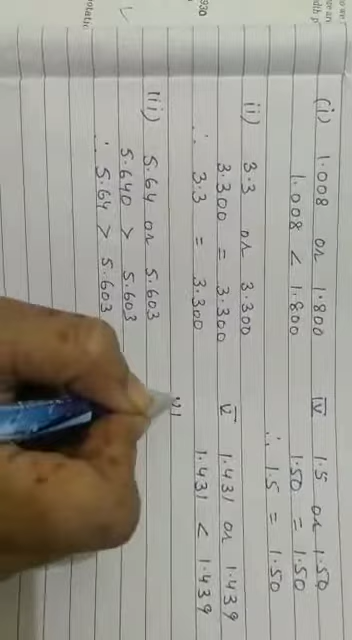 (i) 1.008 or 1.800
1.008 < 1.800
ii) 3.3 or 3.300
3.300 = 3.300
∴ 3.3 = 3.300
iii) 5.64 or 5.603
5.640 > 5.603
∴ 5.64 > 5.603
IV 1.5 or 1.50
1.50 = 1.50
∴ 1.5 = 1.50
V 1.431 or 1.439
1.431 < 1.439